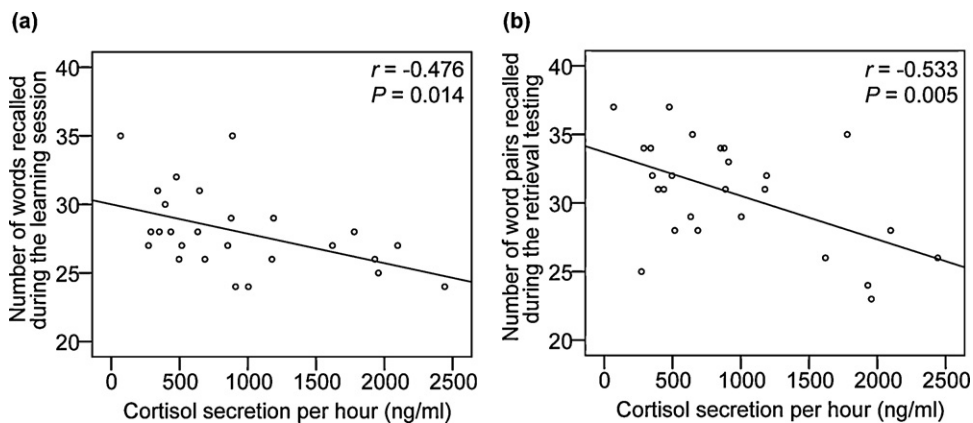 (a)
r = -0.476
P = 0.014
Number of words recalled
during the learning session
40
35
30
25
20
0 500 1000 1500 2000 2500
Cortisol secretion per hour (ng/ml)
(b)
r = -0.533
P = 0.005
Number of word pairs recalled
during the retrieval testing
40
35
30
25
20
0 500 1000 1500 2000 2500
Cortisol secretion per hour (ng/ml)